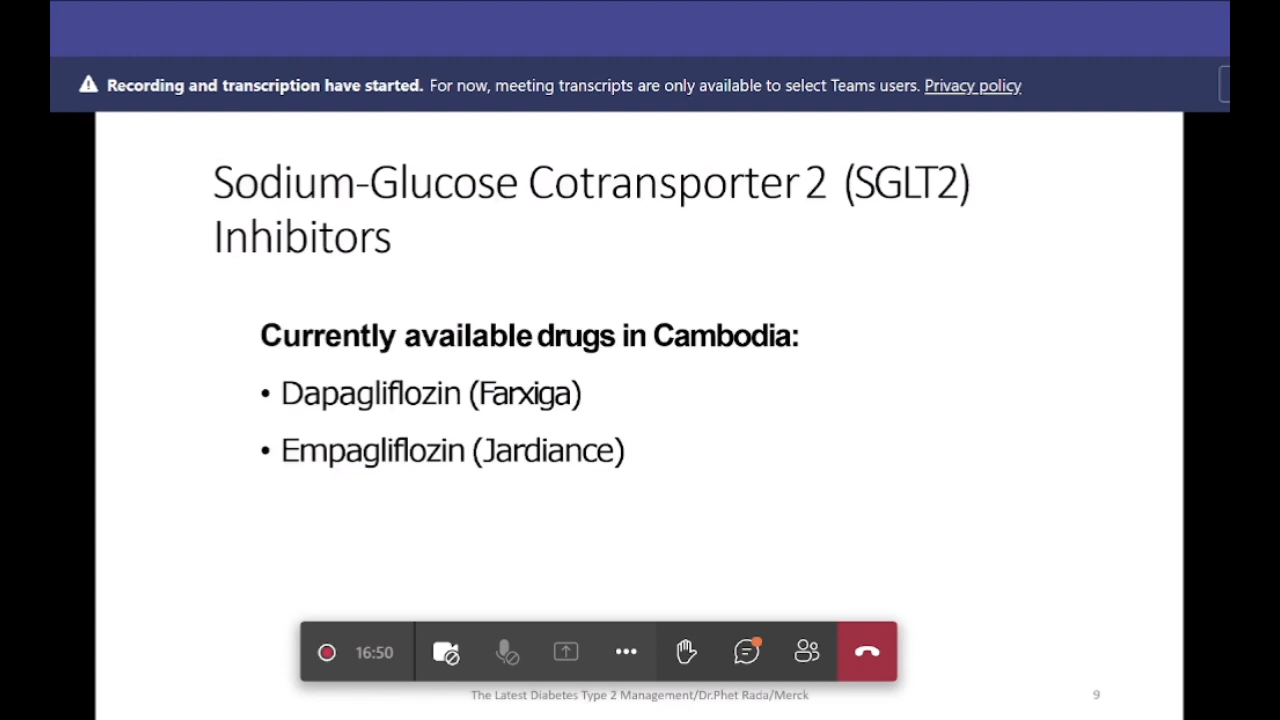 Recording and transcription have started. For now, meeting transcripts are only available to select Teams users. Privacy policy
Sodium-Glucose Cotransporter 2 (SGLT2)
Inhibitors
Currently available drugs in Cambodia:
• Dapagliflozin (Farxiga)
• Empagliflozin (Jardiance)
16:50
The Latest Diabetes Type 2 Management/Dr.Phet Rada/Merck
9